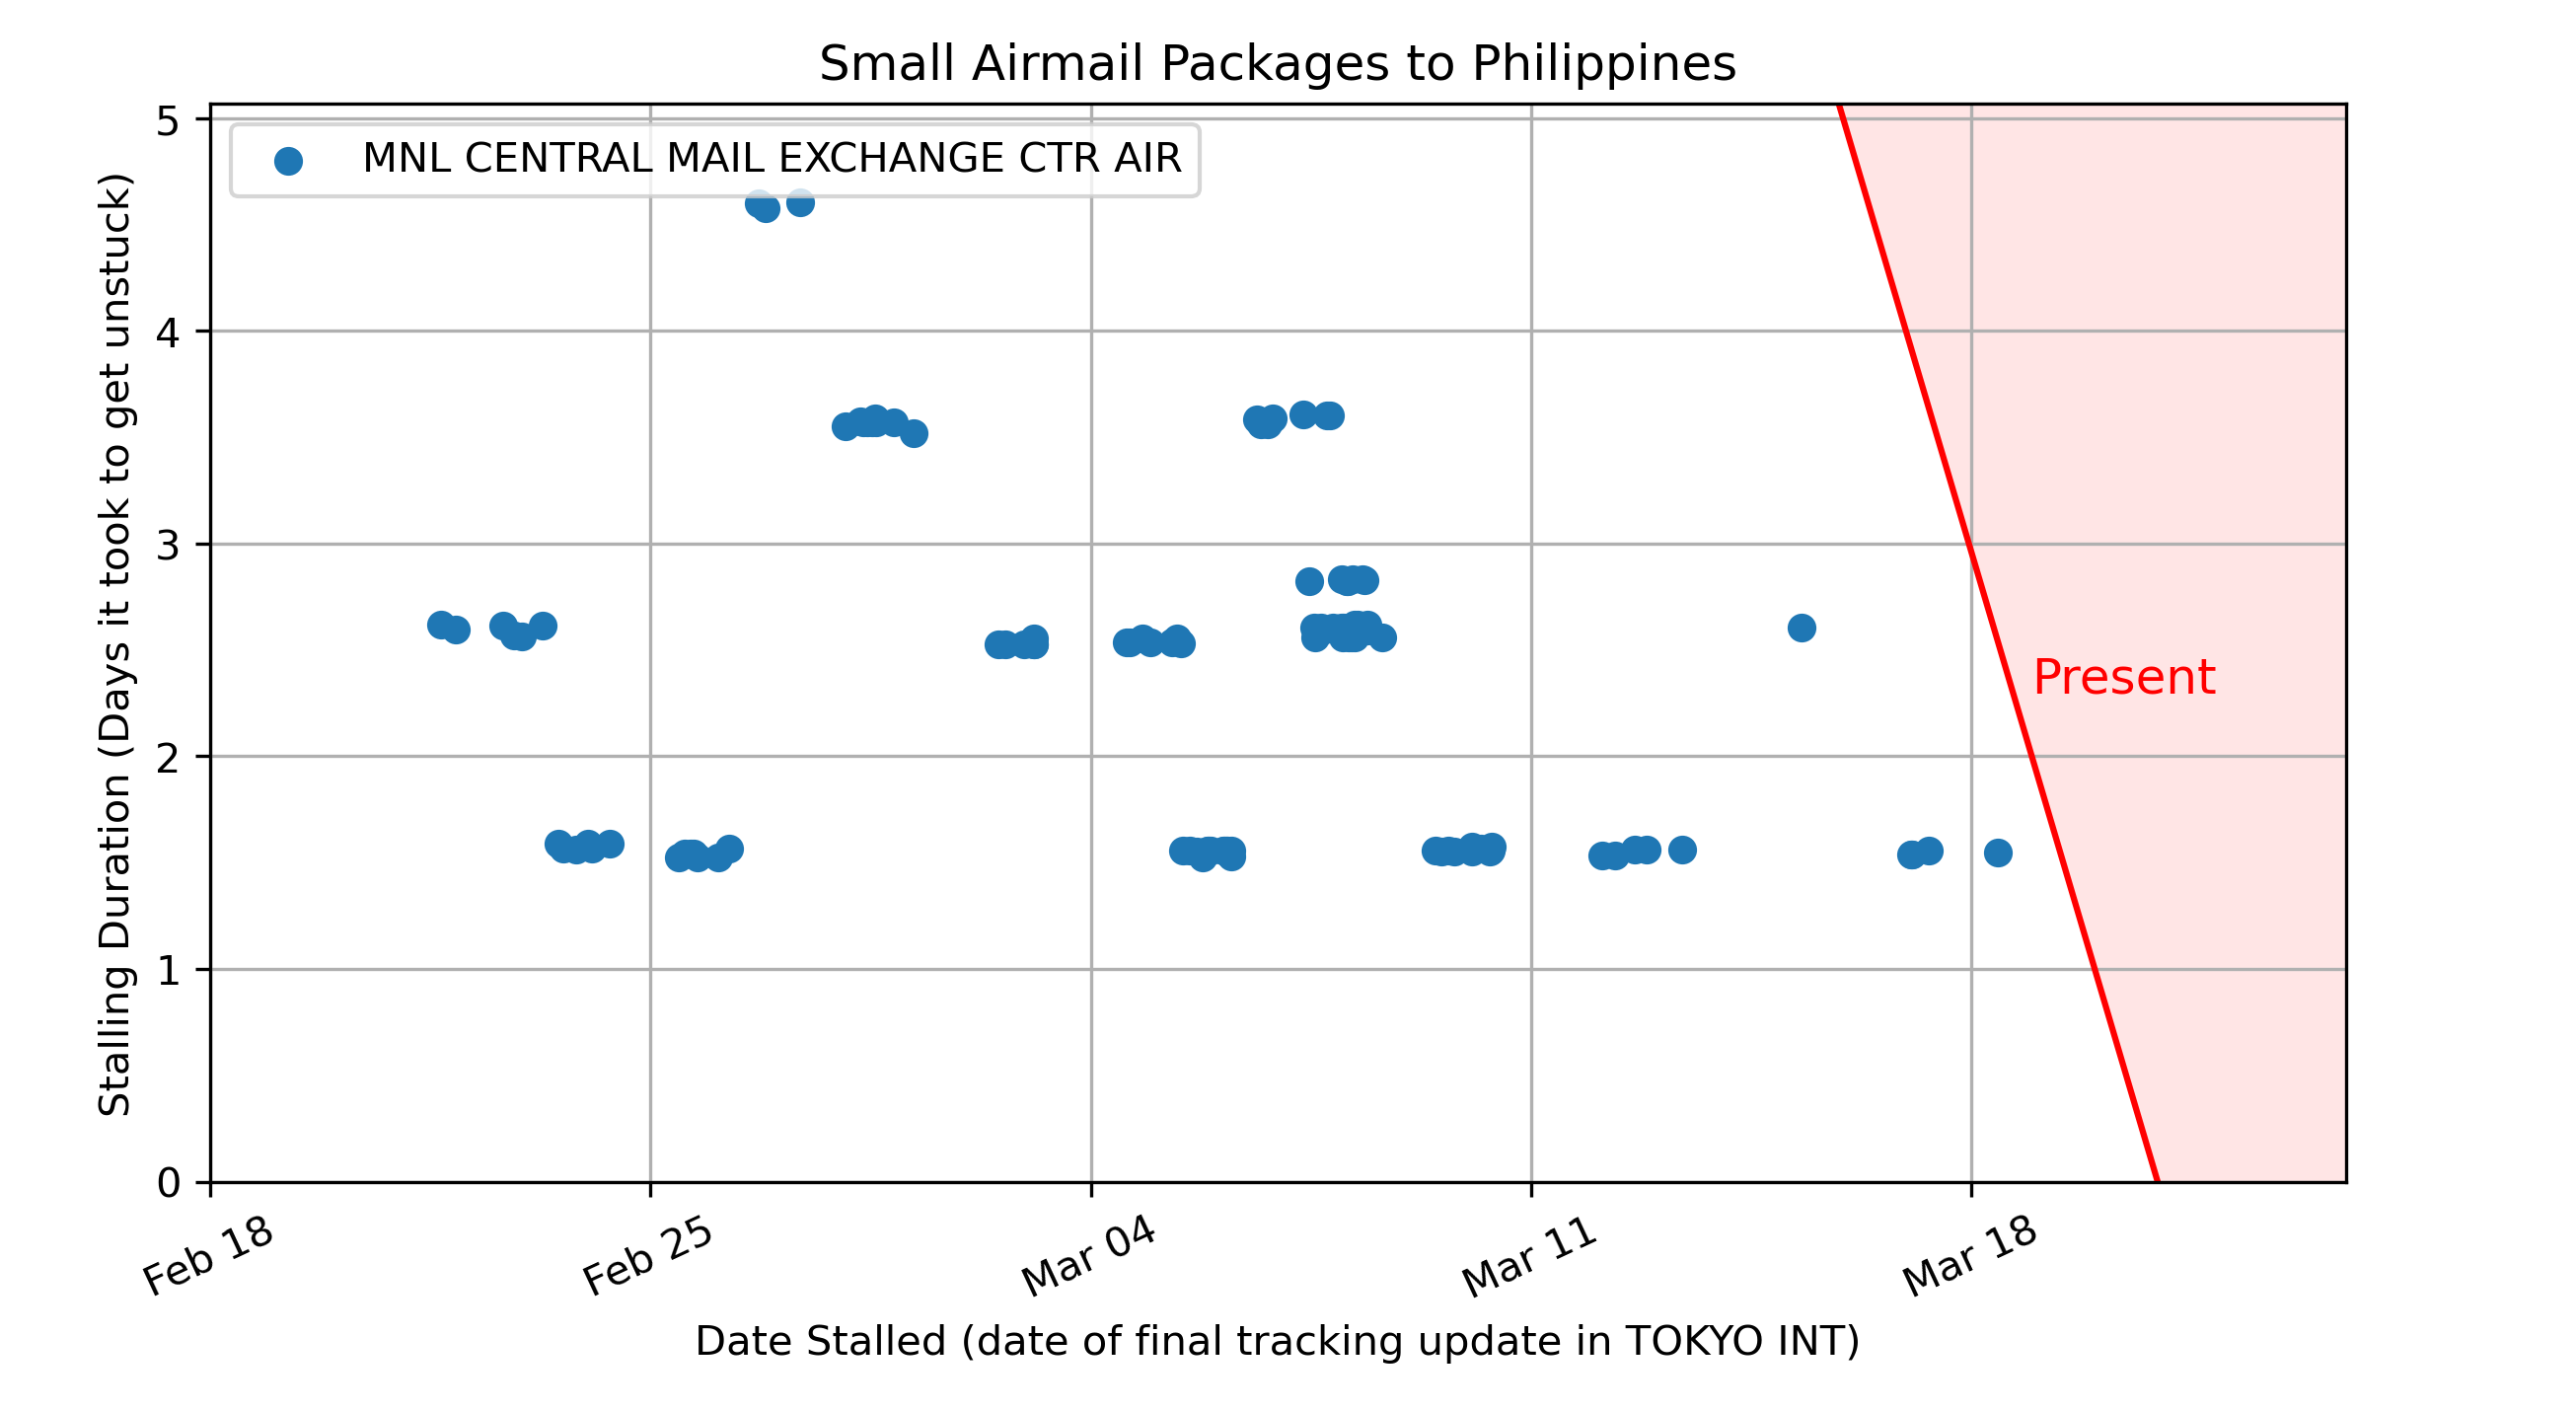 Small Airmail Packages to Philippines
MNL CENTRAL MAIL EXCHANGE CTR AIR
Stalling Duration (Days it took to get unstuck)
5
4
3
2
1
0
Present
Feb 18
Feb 25
Mar 04
Mar 11
Mar 18
Date Stalled (date of final tracking update in TOKYO INT)